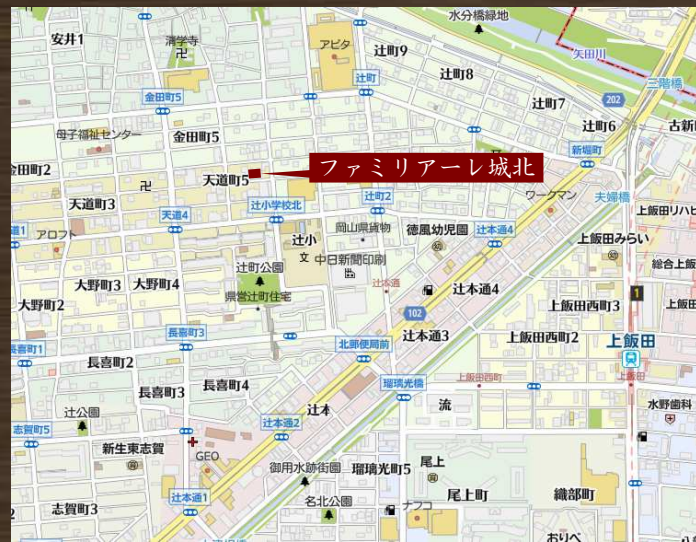 水分橋緑地
安井1
清学寺
アピタ
辻町9
矢田川
辻町
辻町8
三階橋
金田町5
202
辻町7
辻町6
母子福祉センター
金田町5
古新
新堀町
金田町2
天道町5
ファミリアーレ城北
ワークマン
夫婦橋
天道町3
天道4
辻小学校北
辻町2
道1
アロフト
岡山県貨物
徳風幼児園
辻本通4
上飯田リハビ
辻小
上飯田みらい
中日新聞印刷
辻町公園
大野町3
大野町4
総合上飯
大野町2
県営辻町住宅
辻本通
辻本通4
1
上飯田
102
上飯田西町3
長喜町3
辻本通3
上飯田西町2
上飯田
長喜町1
北郵便局前
長喜町2
長喜町3
長喜町4
瑠璃光橋
上飯田西町
上飯田
辻公園
辻本
流
水野歯科
志賀町5
辻本通2
新生東志賀
GEO
御用水跡街園
瑠璃光町5
尾上
志賀町3
辻本通1
名北公園
ナフコ
尾上町
織部町
おりべ